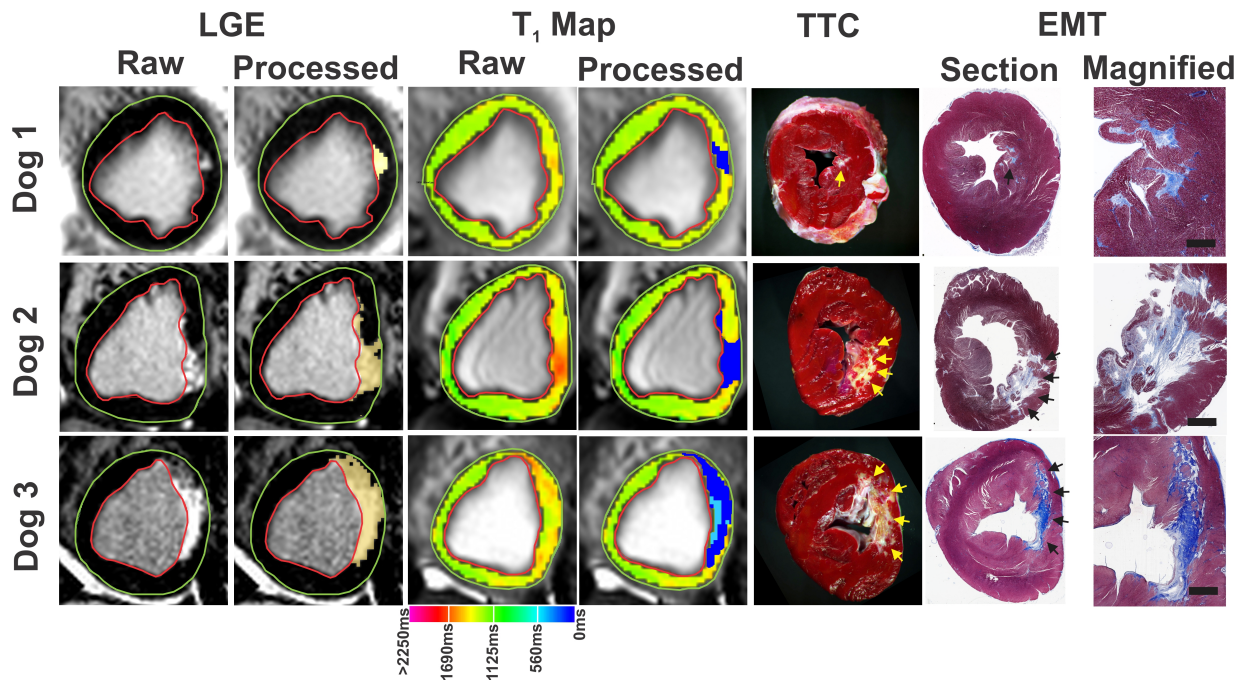 LGE
T1 Map
TTC
EMT
Raw
Processed
Raw
Processed
Section
Magnified
Dog 1
Dog 2
Dog 3
>2250ms
1690ms
1125ms
560ms
0ms